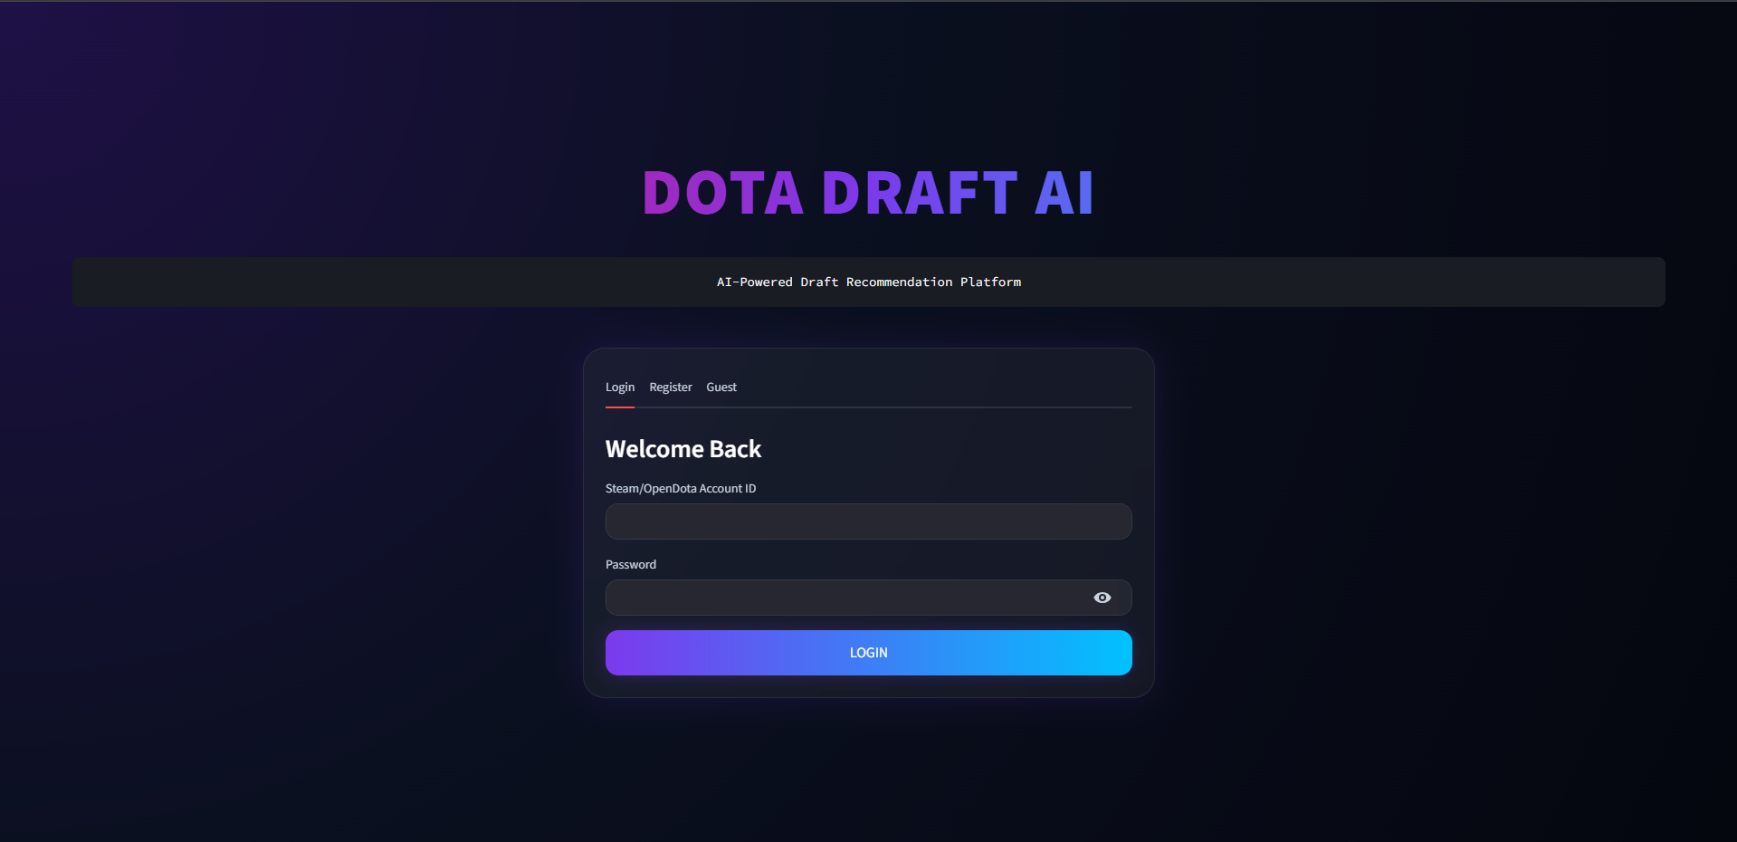 DOTA DRAFT AI
AI-Powered Draft Recommendation Platform
Login Register Guest
Welcome Back
Steam/OpenDota Account ID
Password
LOGIN